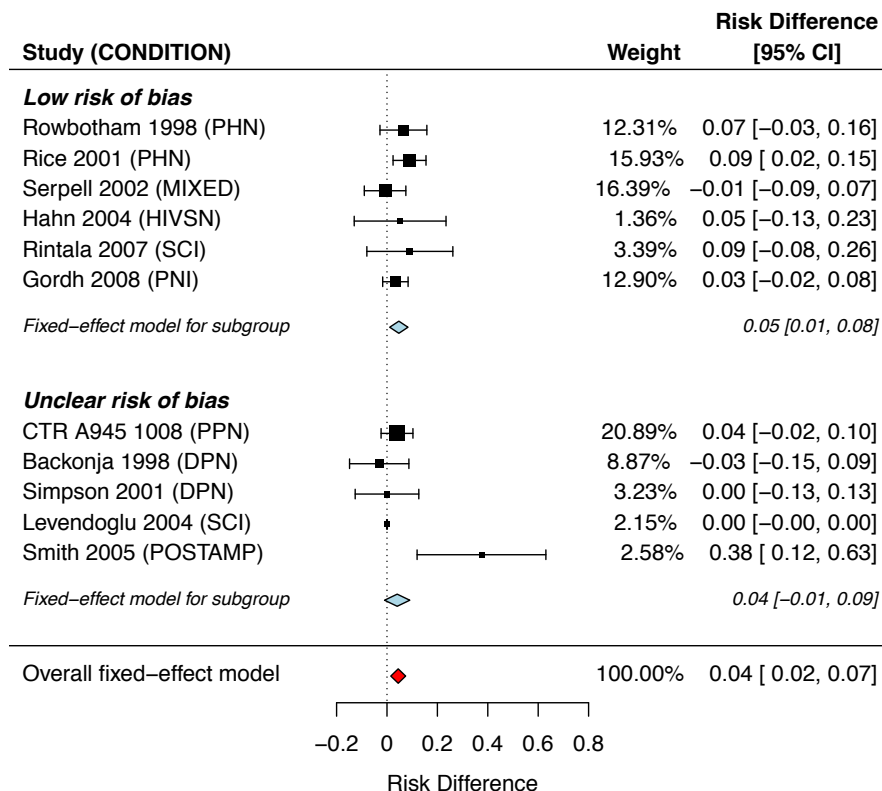 Risk Difference
Study (CONDITION) Weight [95% CI]
Low risk of bias
Rowbotham 1998 (PHN) 12.31% 0.07 [−0.03, 0.16]
Rice 2001 (PHN) 15.93% 0.09 [ 0.02, 0.15]
Serpell 2002 (MIXED) 16.39% −0.01 [−0.09, 0.07]
Hahn 2004 (HIVSN) 1.36% 0.05 [−0.13, 0.23]
Rintala 2007 (SCI) 3.39% 0.09 [−0.08, 0.26]
Gordh 2008 (PNI) 12.90% 0.03 [−0.02, 0.08]
Fixed−effect model for subgroup 0.05 [0.01, 0.08]
Unclear risk of bias
CTR A945 1008 (PPN) 20.89% 0.04 [−0.02, 0.10]
Backonja 1998 (DPN) 8.87% −0.03 [−0.15, 0.09]
Simpson 2001 (DPN) 3.23% 0.00 [−0.13, 0.13]
Levendoglu 2004 (SCI) 2.15% 0.00 [−0.00, 0.00]
Smith 2005 (POSTAMP) 2.58% 0.38 [ 0.12, 0.63]
Fixed−effect model for subgroup 0.04 [−0.01, 0.09]
Overall fixed−effect model 100.00% 0.04 [ 0.02, 0.07]
−0.2 0 0.2 0.4 0.6 0.8
Risk Difference